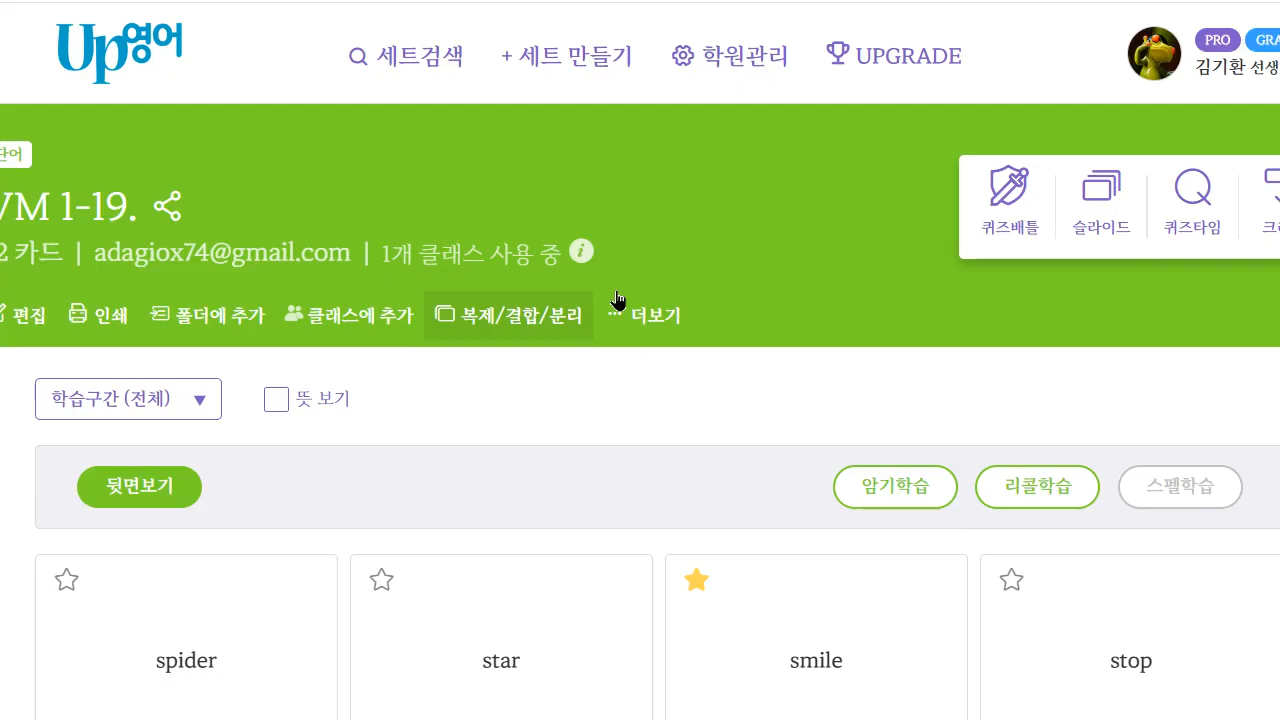 Up영어
세트검색
+ 세트 만들기
학원관리
UPGRADE
PRO
김기환 선생
단어
VM 1-19.
2 카드 | adagiox74@gmail.com | 1개 클래스 사용 중 i
퀴즈배틀
슬라이드
퀴즈타임
편집
인쇄
폴더에 추가
클래스에 추가
복제/결합/분리
더보기
학습구간 (전체) ▼
뜻 보기
뒷면보기
암기학습
리콜학습
스펠학습
spider
star
smile
stop